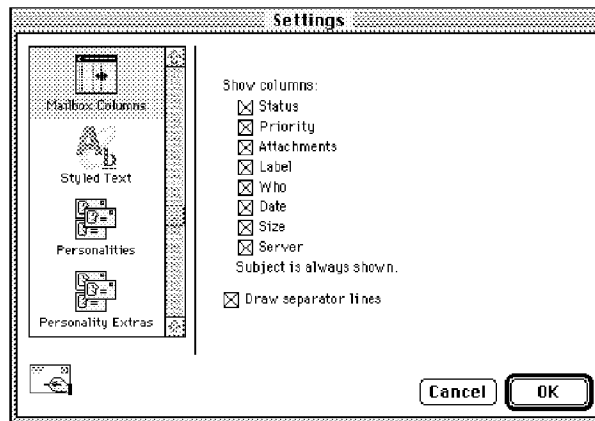 Settings
Mailbox Columns
Styled Text
Personalities
Personality Extras
Show columns:
Status
Priority
Attachments
Label
Who
Date
Size
Server
Subject is always shown.
Draw separator lines
Cancel
OK